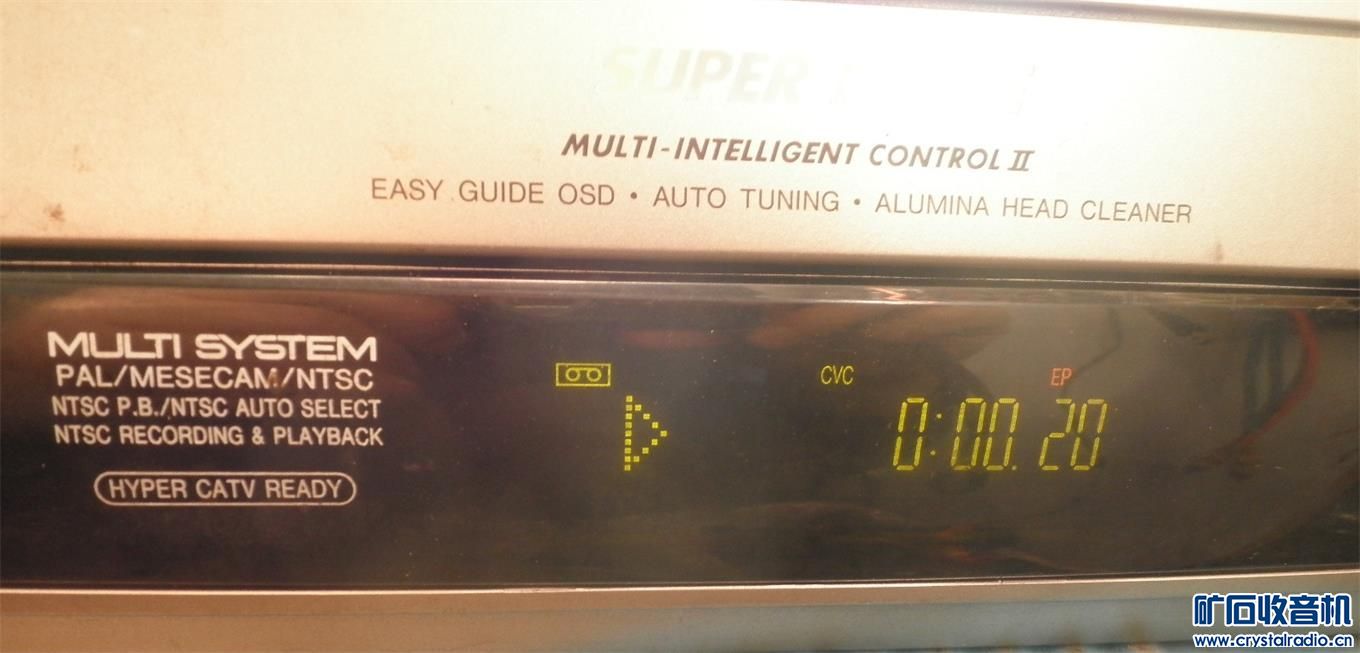 SUPER
MULTI-INTELLIGENT CONTROL II
EASY GUIDE OSD • AUTO TUNING • ALUMINA HEAD CLEANER
MULTI SYSTEM
PAL/MESECAM/NTSC
NTSC P.B./NTSC AUTO SELECT
NTSC RECORDING & PLAYBACK
HYPER CATV READY
CVC EP
0:00.20
矿石收音机
www.crystalradio.cn